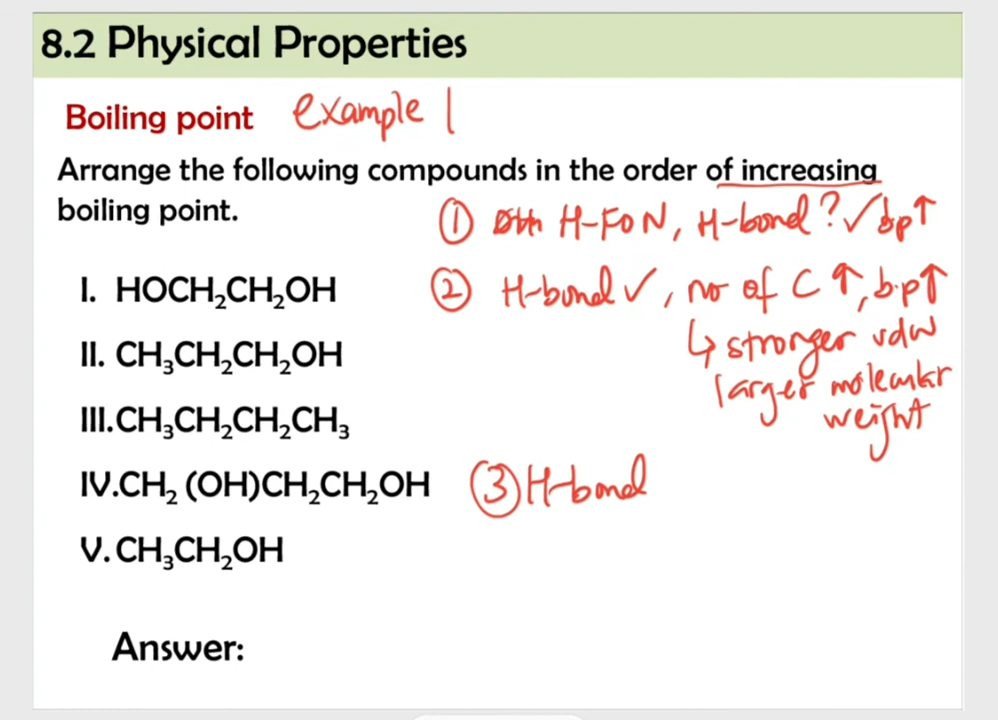 8.2 Physical Properties
Boiling point example 1
Arrange the following compounds in the order of increasing
boiling point.
① H-FON, H-bond? ✓ bp↑
I. HOCH₂CH₂OH
② H-bond ✓, no of C ↑, b.p↑
↳ stronger vdw
II. CH₃CH₂CH₂OH
larger molecular
weight
III.CH₃CH₂CH₂CH₃
IV.CH₂ (OH)CH₂CH₂OH
③ H-bond
V. CH₃CH₂OH
Answer: